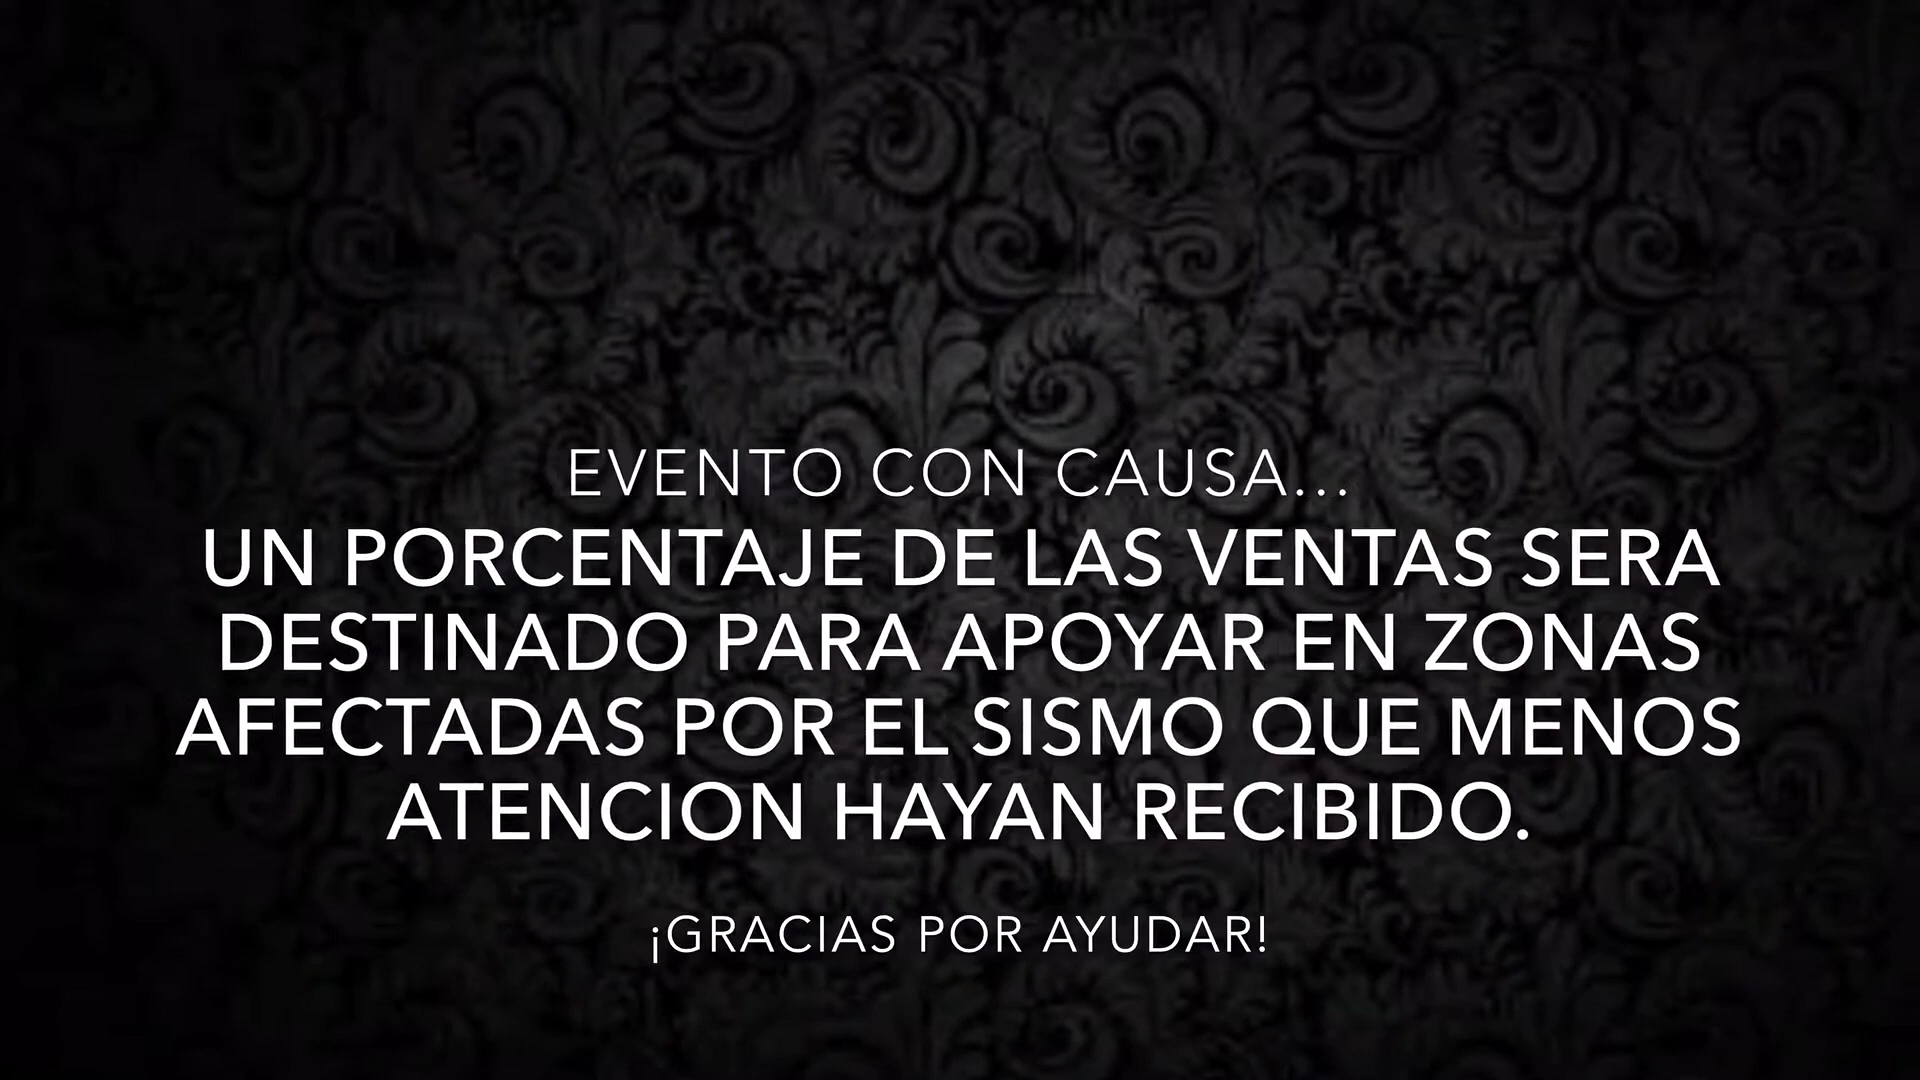 EVENTO CON CAUSA...
UN PORCENTAJE DE LAS VENTAS SERA
DESTINADO PARA APOYAR EN ZONAS
AFECTADAS POR EL SISMO QUE MENOS
ATENCION HAYAN RECIBIDO.
¡GRACIAS POR AYUDAR!